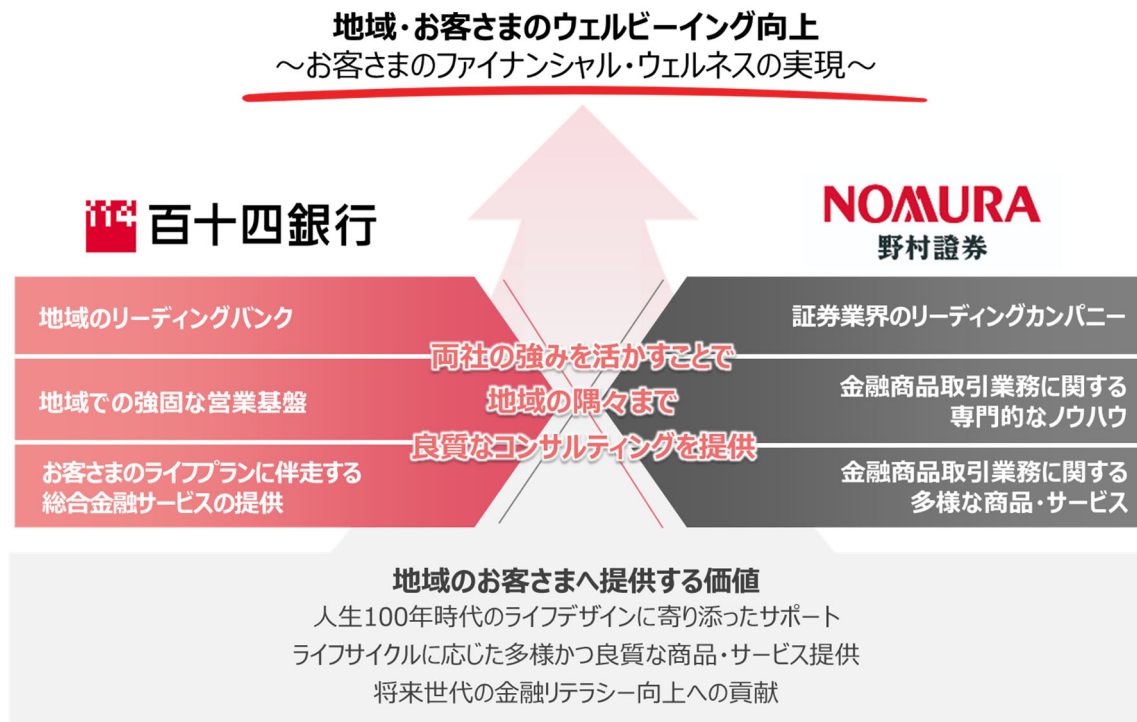 地域・お客さまのウェルビーイング向上
～お客さまのファイナンシャル・ウェルネスの実現～
百十四銀行
NOMURA
野村證券
地域のリーディングバンク
地域での強固な営業基盤
お客さまのライフプランに伴走する
総合金融サービスの提供
両社の強みを活かすことで
地域の隅々まで
良質なコンサルティングを提供
証券業界のリーディングカンパニー
金融商品取引業務に関する
専門的なノウハウ
金融商品取引業務に関する
多様な商品・サービス
地域のお客さまへ提供する価値
人生100年時代のライフデザインに寄り添ったサポート
ライフサイクルに応じた多様かつ良質な商品・サービス提供
将来世代の金融リテラシー向上への貢献